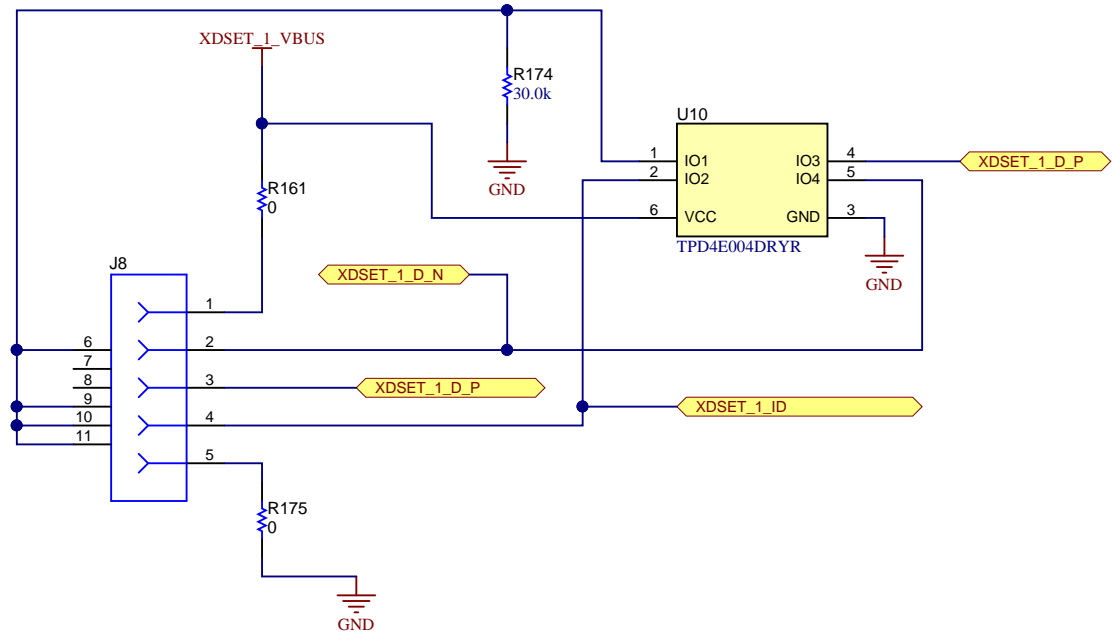 XDSET_1_VBUS
R174
30.0k
GND
U10
1 IO1 IO3 4
2 IO2 IO4 5
6 VCC GND 3
TPD4E004DRYR
XDSET_1_D_P
GND
R161
0
XDSET_1_D_N
J8
1
6
2
7
8
3
XDSET_1_D_P
9
XDSET_1_ID
10
4
11
5
R175
0
GND